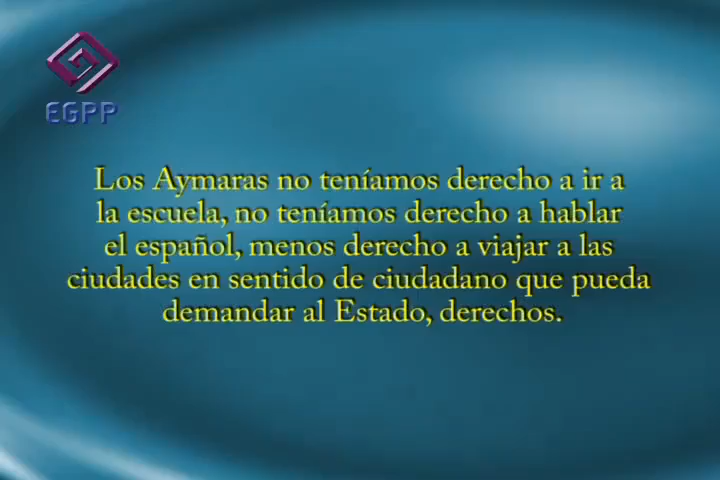 EGPP
Los Aymaras no teníamos derecho a ir a
la escuela, no teníamos derecho a hablar
el español, menos derecho a viajar a las
ciudades en sentido de ciudadano que pueda
demandar al Estado, derechos.